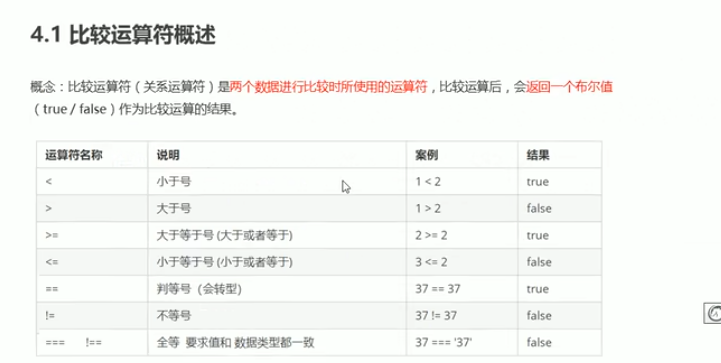 4.1 比较运算符概述
概念：比较运算符（关系运算符）是两个数据进行比较时所使用的运算符，比较运算后，会返回一个布尔值
（true / false）作为比较运算的结果。
运算符名称 说明 案例 结果
< 小于号 1 < 2 true
> 大于号 1 > 2 false
>= 大于等于号 (大于或者等于) 2 >= 2 true
<= 小于等于号 (小于或者等于) 3 <= 2 false
== 判等号（会转型） 37 == 37 true
!= 不等号 37 != 37 false
=== !== 全等 要求值和 数据类型都一致 37 === '37' false